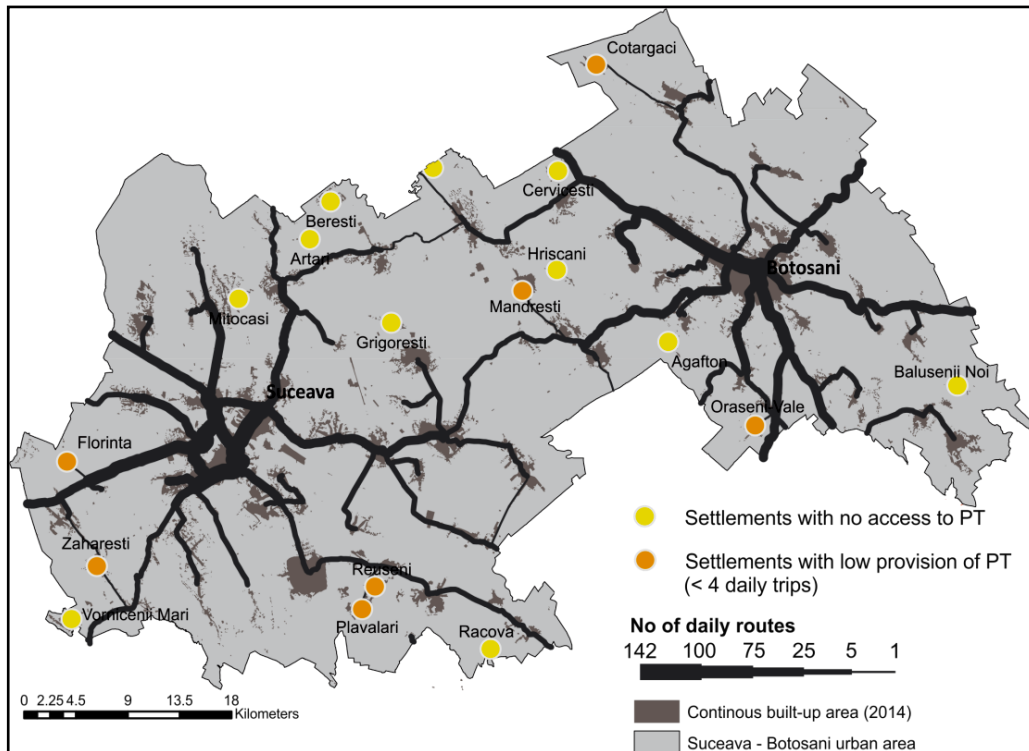 Cotargaci
Cervicesti
Beresti
Artari
Hriscani
Botosani
Mitocasi
Mandresti
Grigoresti
Agafton
Balusenii Noi
Suceava
Oraseni-Vale
Florinta
Zaharesti
Reuseni
Vornicenii Mari
Plavalari
Racova
Settlements with no access to PT
Settlements with low provision of PT
(< 4 daily trips)
No of daily routes
142 100 75 25 5 1
Continous built-up area (2014)
Suceava - Botosani urban area
0 2.25 4.5 9 13.5 18
Kilometers